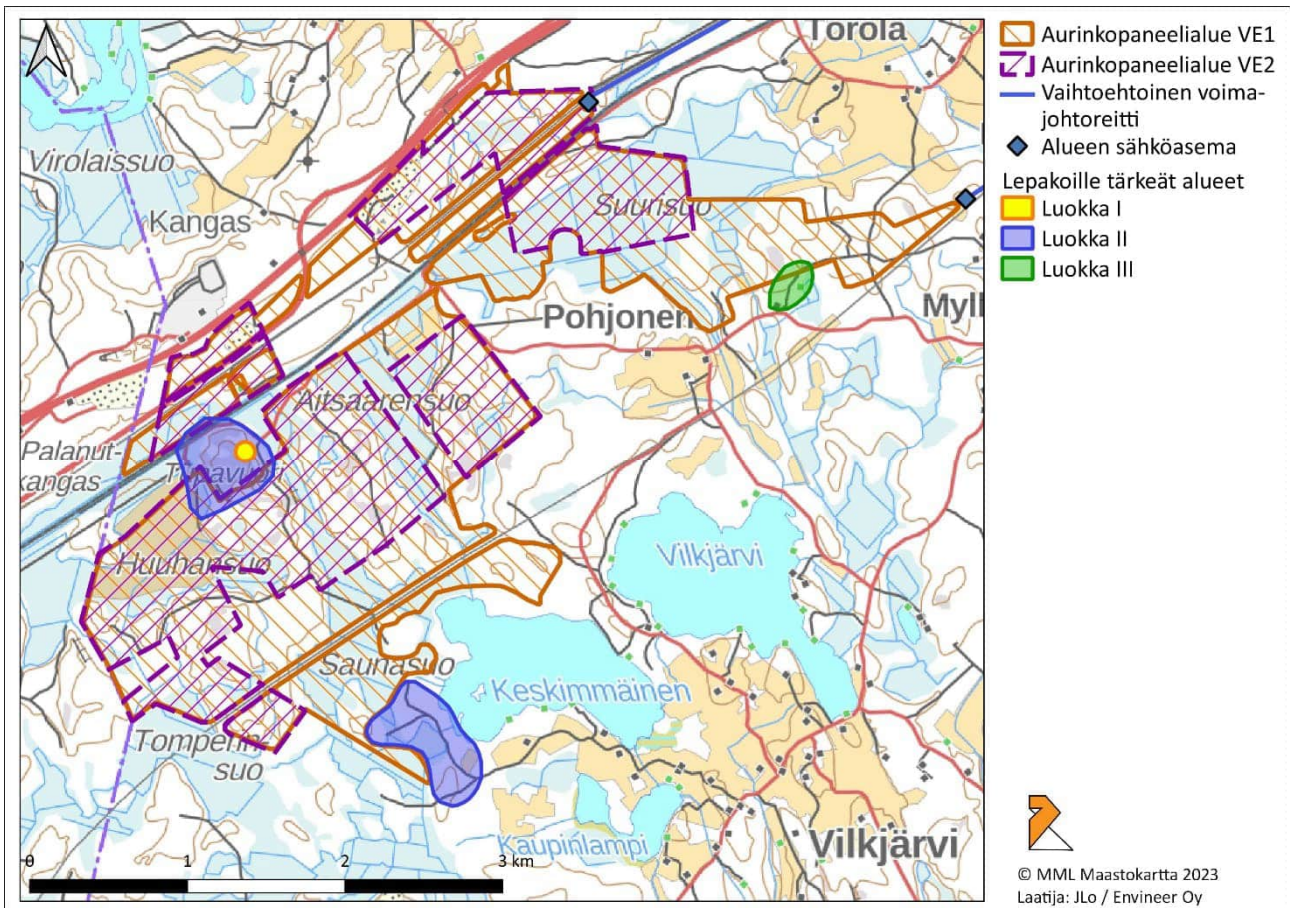 Torola
Virolaissuo
Kangas
Suurisuo
Pohjonen
Myll
Aitsaarensuo
Palanut-
kangas
Huuhansuo
Vilkjärvi
Saunasuo
Keskimmäinen
Tomperin-
suo
Kaupinlampi
Vilkjärvi
0 1 2 3 km
Aurinkopaneelialue VE1
Aurinkopaneelialue VE2
Vaihtoehtoinen voima-
johtoreitti
Alueen sähköasema
Lepakoille tärkeät alueet
Luokka I
Luokka II
Luokka III
© MML Maastokartta 2023
Laatija: JLo / Envineer Oy